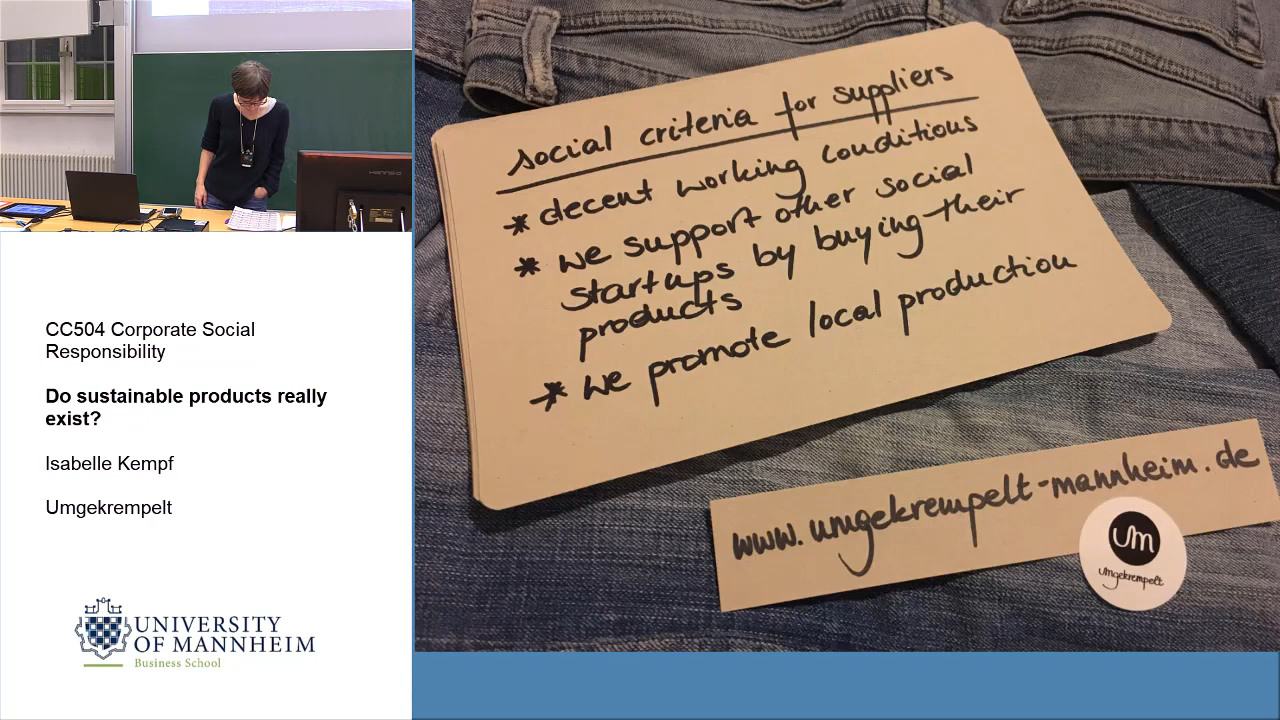 CC504 Corporate Social
Responsibility
Do sustainable products really
exist?
Isabelle Kempf
Umgekrempelt
UNIVERSITY
OF MANNHEIM
Business School
social criteria for suppliers
* decent working conditions
* we support other social
startups by buying their
products
* we promote local production
www.umgekrempelt-mannheim.de
um
umgekrempelt